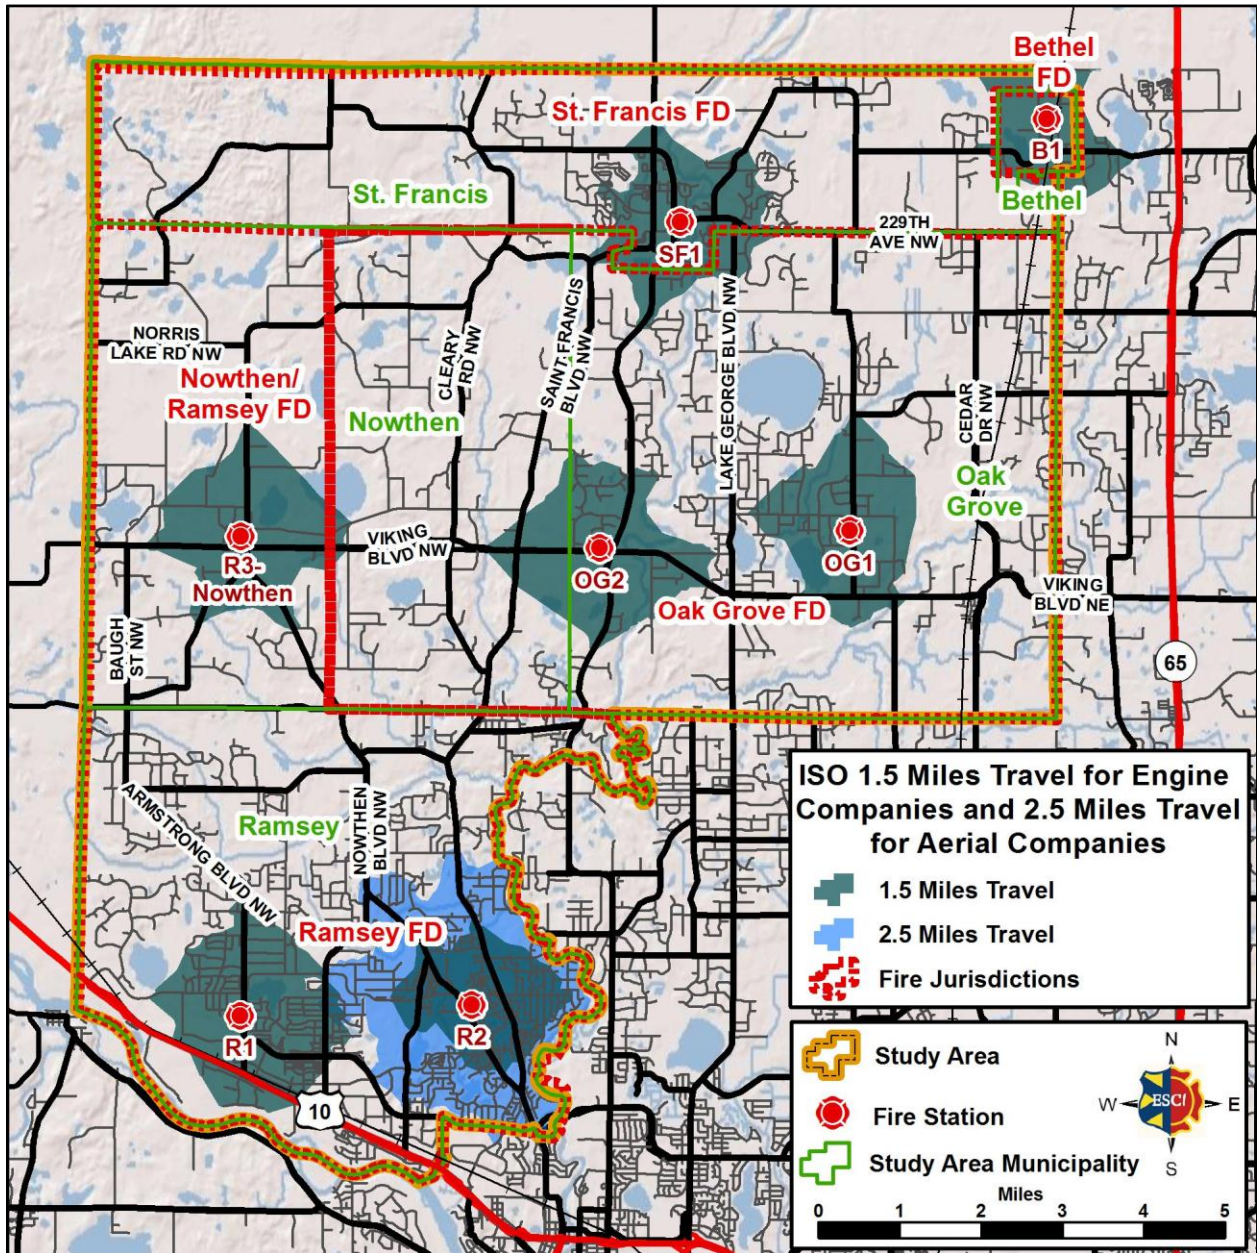 Bethel
FD
St. Francis FD
B1
St. Francis
Bethel
SF1
229TH
AVE NW
NORRIS
LAKE RD NW
CLEARY
RD NW
SAINT FRANCIS
BLVD NW
LAKE GEORGE BLVD NW
Nowthen/
Ramsey FD
Nowthen
CEDAR
DR NW
Oak
Grove
VIKING
BLVD NW
R3-
Nowthen
OG2
OG1
Oak Grove FD
VIKING
BLVD NE
BAUGH
ST NW
65
ARMSTRONG BLVD NW
Ramsey
NOWTHEN
BLVD NW
Ramsey FD
R1
R2
10
ISO 1.5 Miles Travel for Engine
Companies and 2.5 Miles Travel
for Aerial Companies
1.5 Miles Travel
2.5 Miles Travel
Fire Jurisdictions
Study Area
Fire Station
Study Area Municipality
N
W
ESCI
E
S
Miles
0 1 2 3 4 5